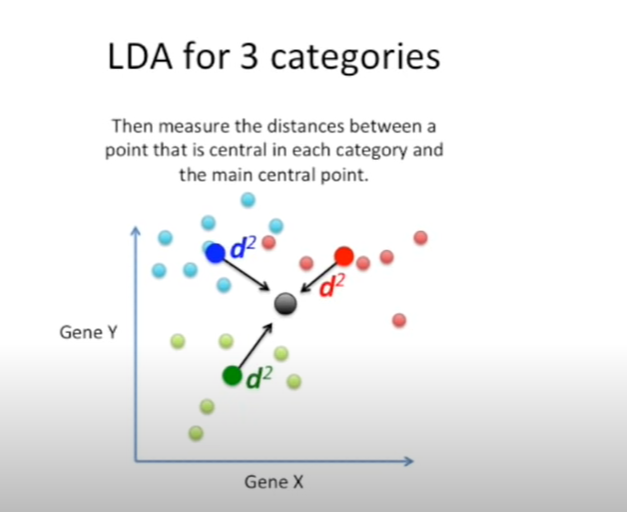 LDA for 3 categories
Then measure the distances between a
point that is central in each category and
the main central point.
d²
d²
Gene Y
d²
Gene X